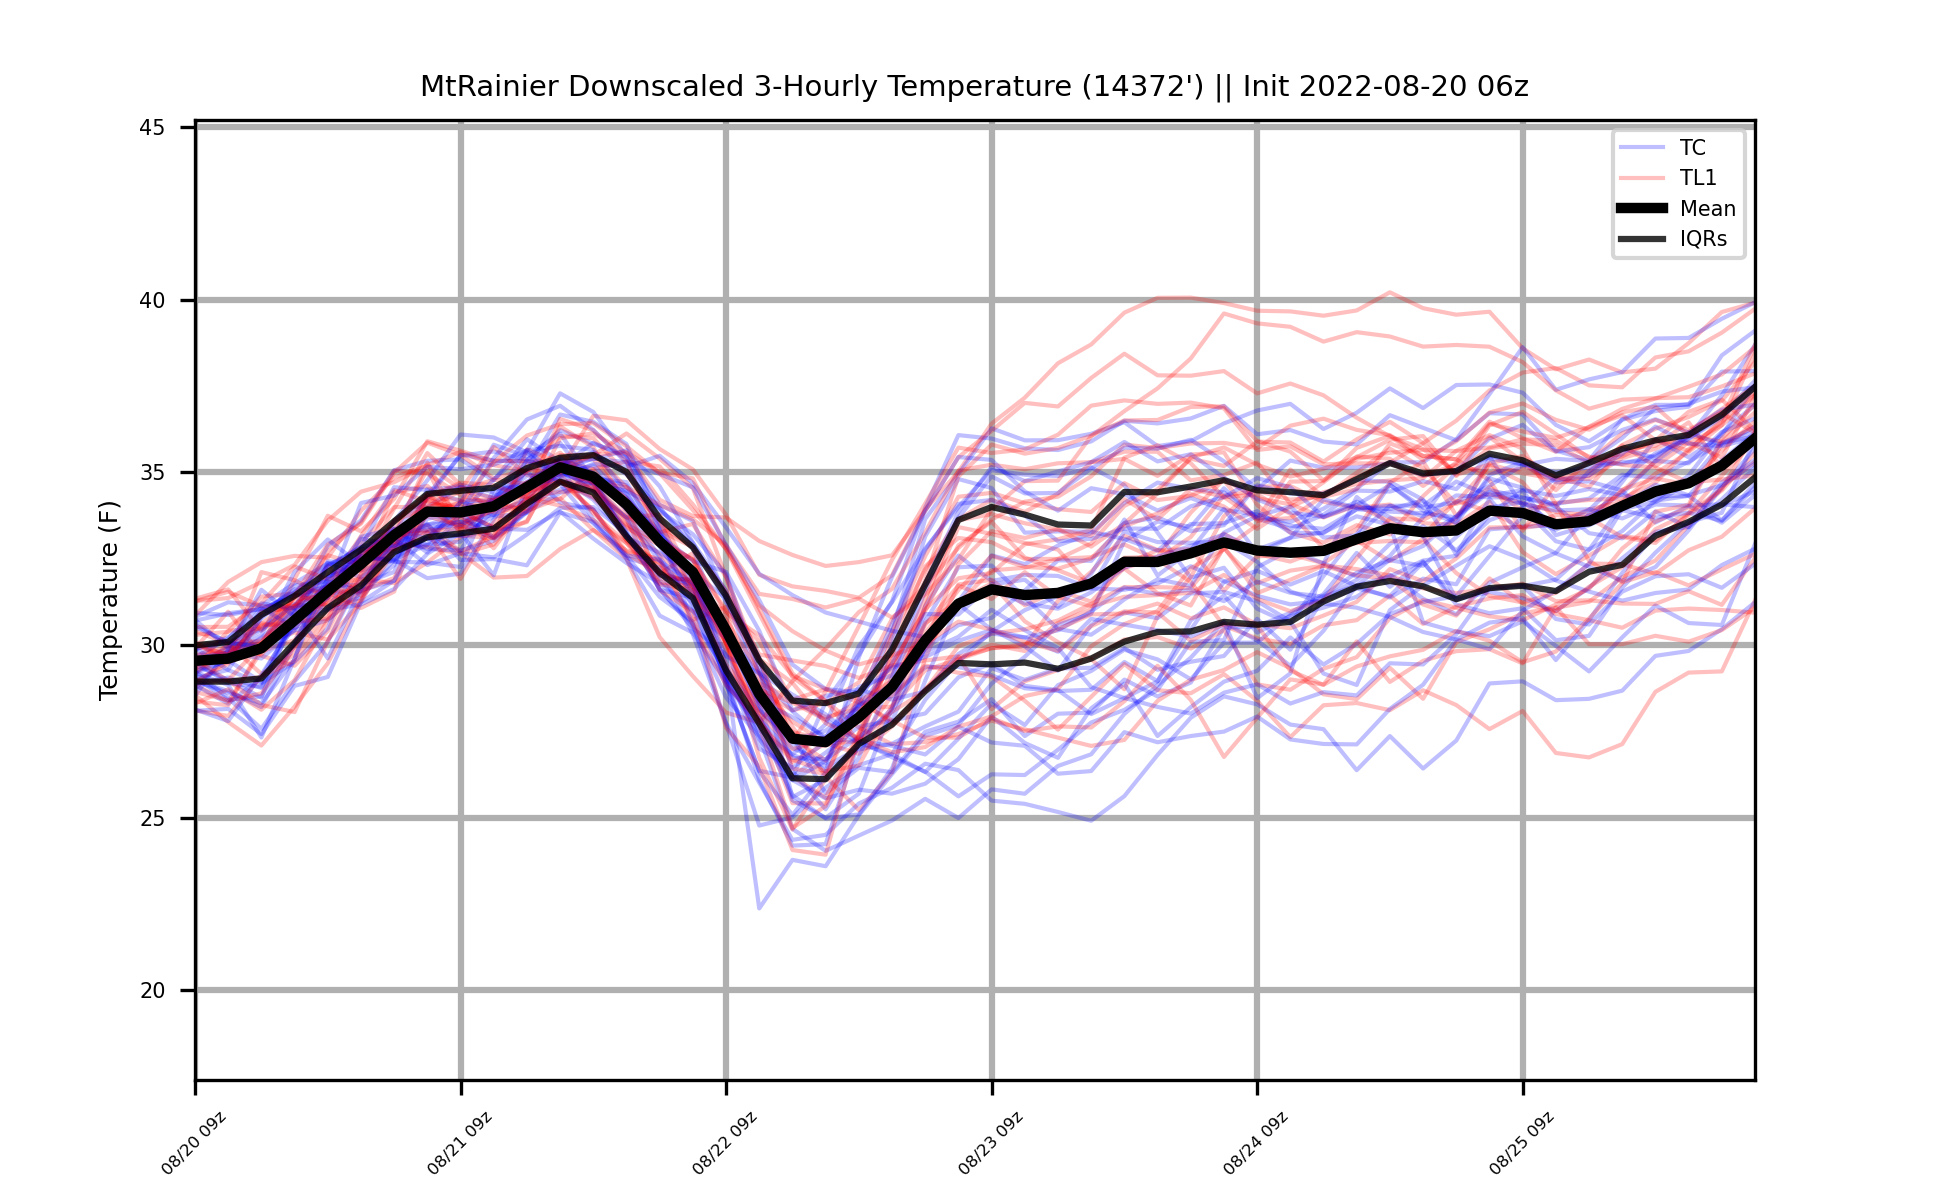 MtRainier Downscaled 3-Hourly Temperature (14372') || Init 2022-08-20 06z
TC
TL1
Mean
IQRs
Temperature (F)
45
40
35
30
25
20
08/20 09z
08/21 09z
08/22 09z
08/23 09z
08/24 09z
08/25 09z